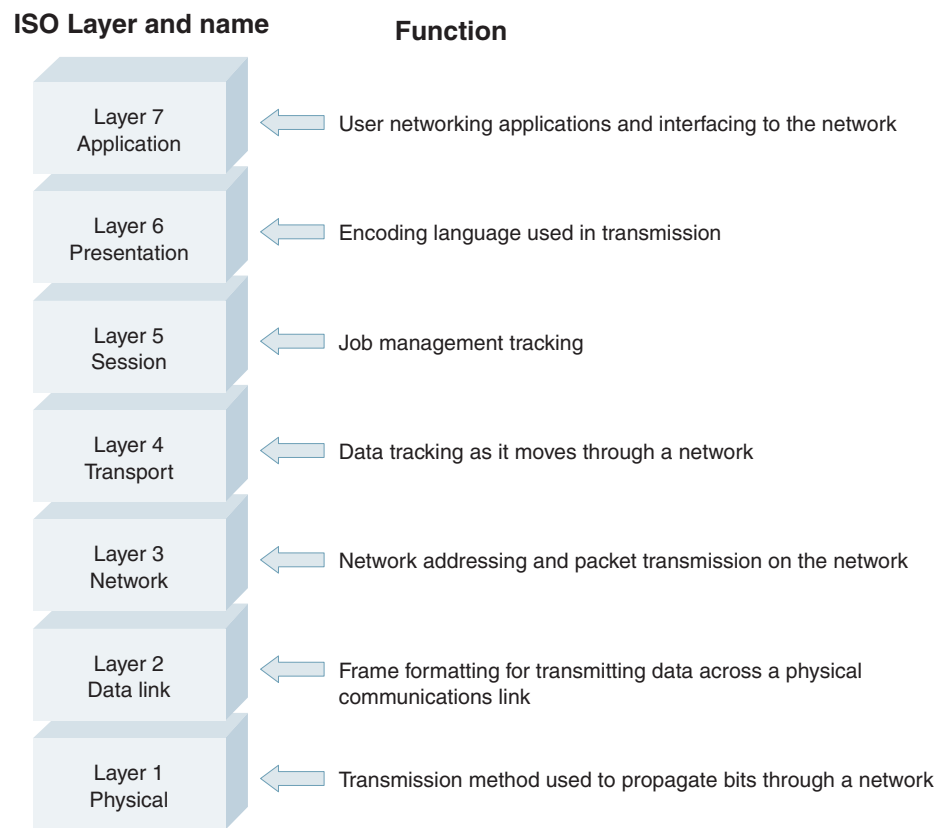 ISO Layer and name
Function
Layer 7
Application
User networking applications and interfacing to the network
Layer 6
Presentation
Encoding language used in transmission
Layer 5
Session
Job management tracking
Layer 4
Transport
Data tracking as it moves through a network
Layer 3
Network
Network addressing and packet transmission on the network
Layer 2
Data link
Frame formatting for transmitting data across a physical
communications link
Layer 1
Physical
Transmission method used to propagate bits through a network